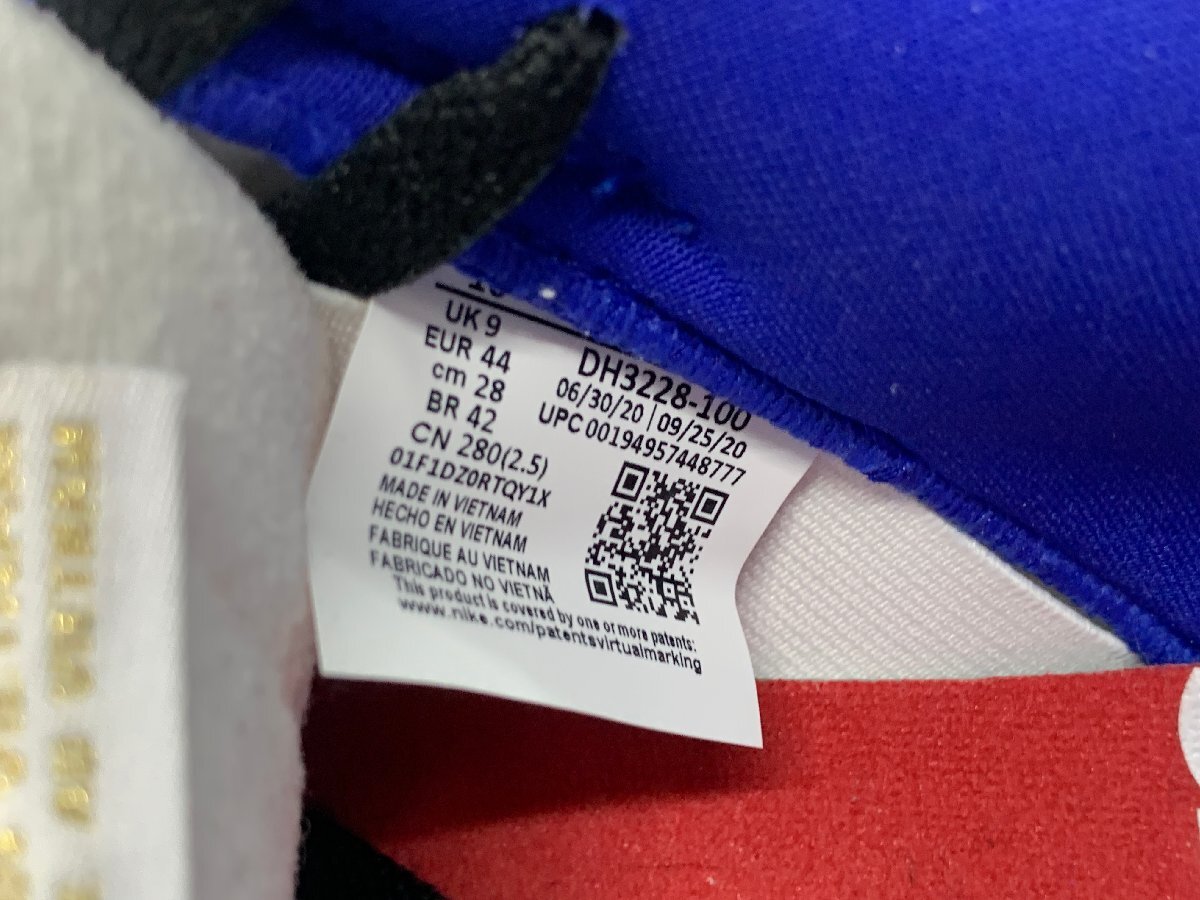 UK 9
EUR 44
cm 28
BR 42
CN 280(2.5)
01F1DZ0RTQY1X
MADE IN VIETNAM
HECHO EN VIETNAM
FABRIQUE AU VIETNAM
FABRICADO NO VIETNÃ
This product is covered by one or more patents:
www.nike.com/patentsvirtualmarking
DH3228-100
06/30/20 | 09/25/20
UPC 00194957448777